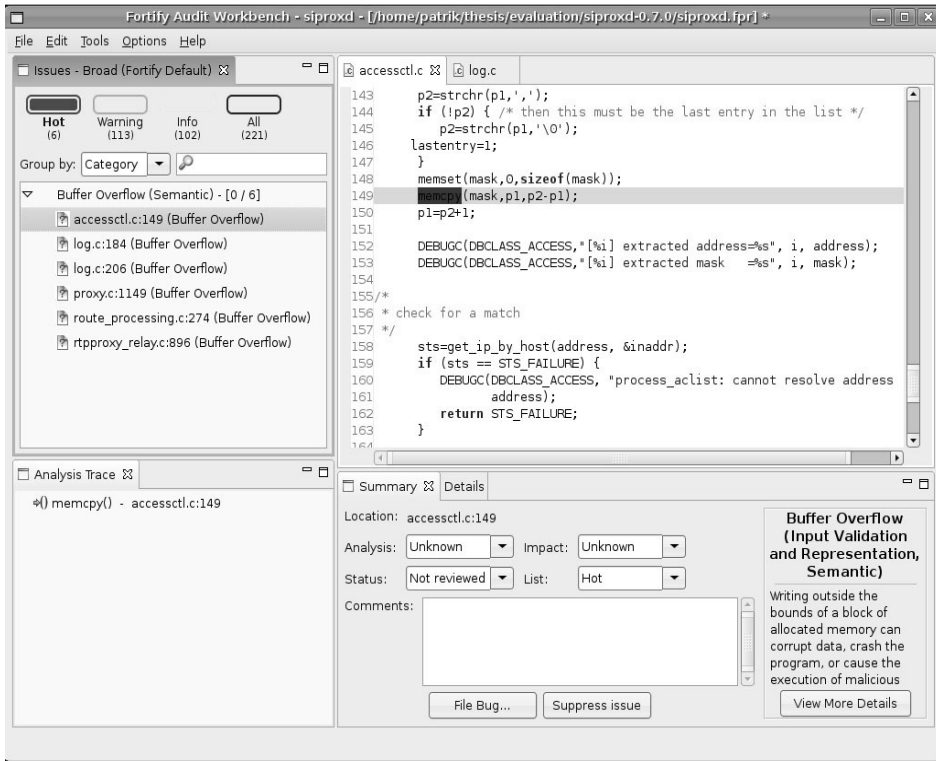 Fortify Audit Workbench - siproxd - [/home/patrik/thesis/evaluation/siproxd-0.7.0/siproxd.fpr] *
File Edit Tools Options Help
Issues - Broad (Fortify Default)
Hot Warning Info All
(6) (113) (102) (221)
Group by: Category
Buffer Overflow (Semantic) - [0 / 6]
accessctl.c:149 (Buffer Overflow)
log.c:184 (Buffer Overflow)
log.c:206 (Buffer Overflow)
proxy.c:1149 (Buffer Overflow)
route_processing.c:274 (Buffer Overflow)
rtpproxy_relay.c:896 (Buffer Overflow)
accessctl.c log.c
143 p2=strchr(p1,',');
144 if (!p2) { /* then this must be the last entry in the list */
145 p2=strchr(p1,'\0');
146 lastentry=1;
147 }
148 memset(mask,0,sizeof(mask));
149 memcpy(mask,p1,p2-p1);
150 p1=p2+1;
151
152 DEBUGC(DBCLASS_ACCESS,"[%i] extracted address=%s", i, address);
153 DEBUGC(DBCLASS_ACCESS,"[%i] extracted mask   =%s", i, mask);
154
155/*
156 * check for a match
157 */
158 sts=get_ip_by_host(address, &inaddr);
159 if (sts == STS_FAILURE) {
160 DEBUGC(DBCLASS_ACCESS, "process_aclist: cannot resolve address
161 address);
162 return STS_FAILURE;
163 }
164
Analysis Trace
memcpy() - accessctl.c:149
Summary Details
Location: accessctl.c:149
Analysis: Unknown Impact: Unknown
Status: Not reviewed List: Hot
Comments:
File Bug... Suppress issue
Buffer Overflow
(Input Validation
and Representation,
Semantic)
Writing outside the
bounds of a block of
allocated memory can
corrupt data, crash the
program, or cause the
execution of malicious
View More Details